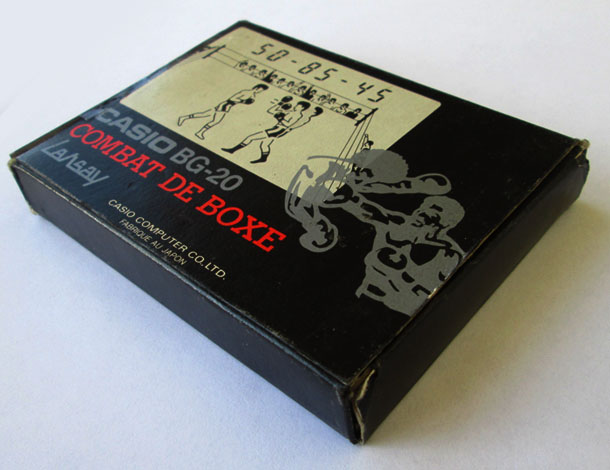 50-85-45
CASIO BG-20
COMBAT DE BOXE
Lansay
CASIO COMPUTER CO., LTD.
FABRIQUE AU JAPON